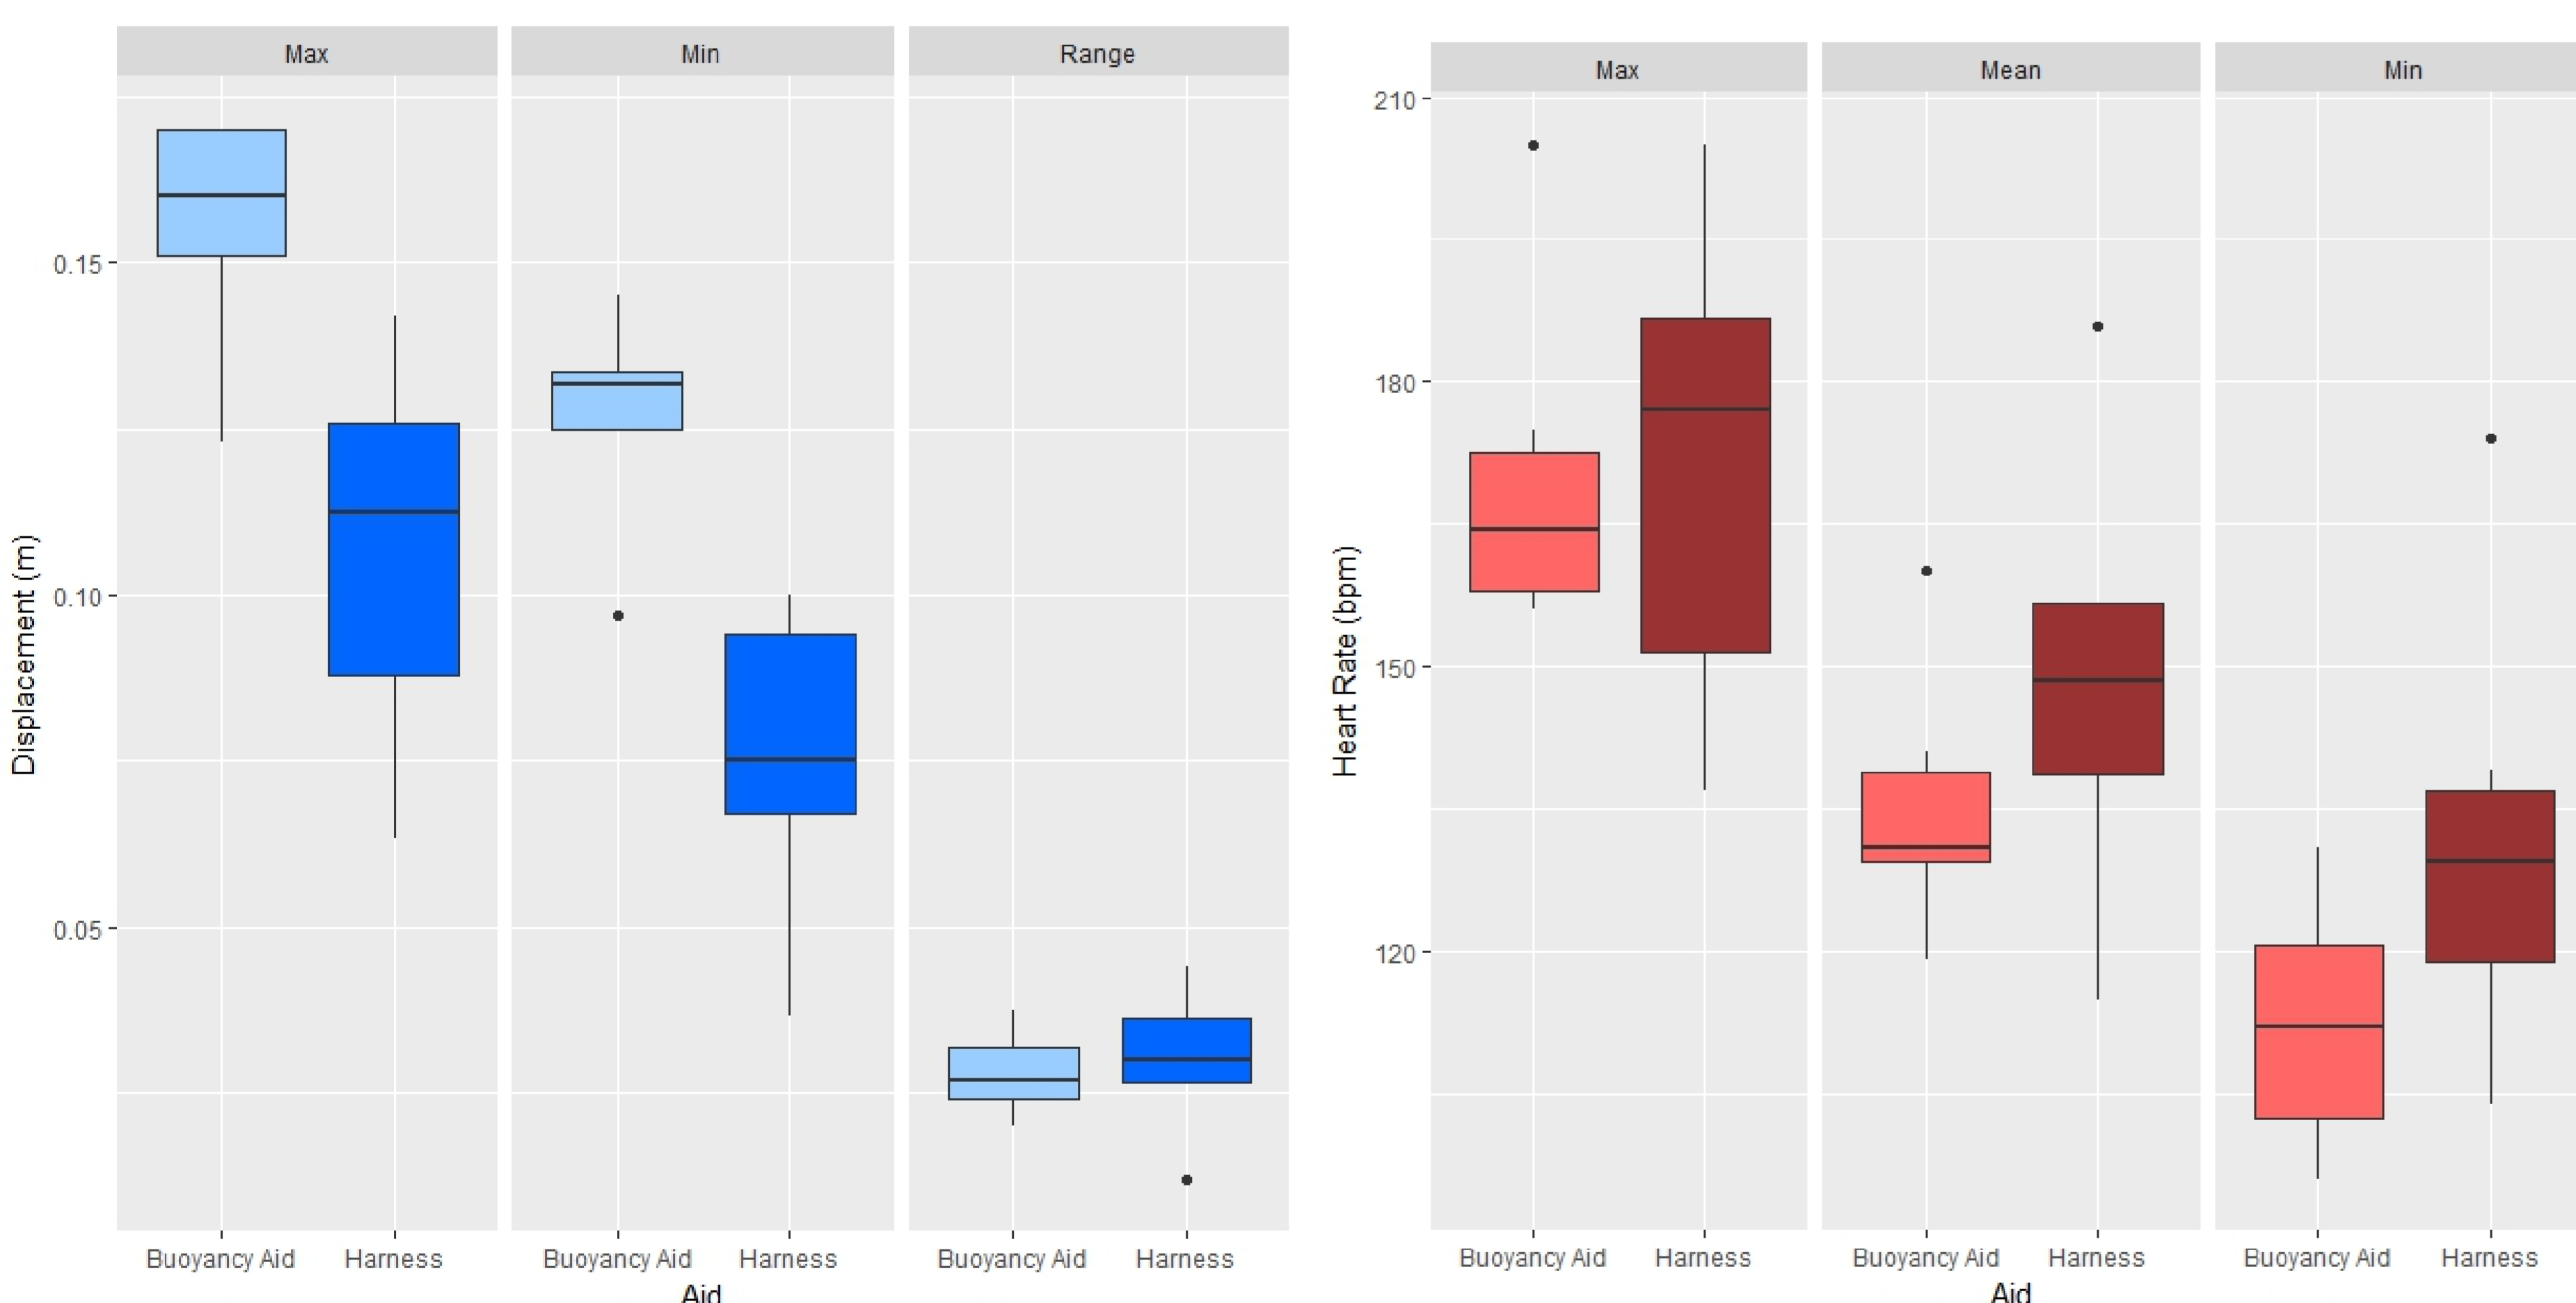 Max Min Range
0.15
0.10
0.05
Displacement (m)
Buoyancy Aid Harness Buoyancy Aid Harness Buoyancy Aid Harness
Aid
Max Mean Min
210
180
150
120
Heart Rate (bpm)
Buoyancy Aid Harness Buoyancy Aid Harness Buoyancy Aid Harness
Aid